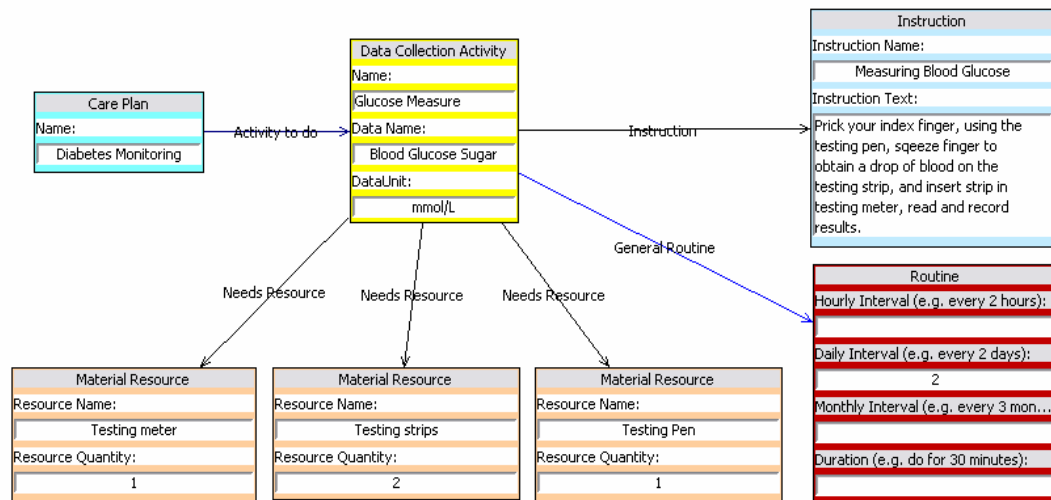 Care Plan
Name:
Diabetes Monitoring
Activity to do
Data Collection Activity
Name:
Glucose Measure
Data Name:
Blood Glucose Sugar
DataUnit:
mmol/L
Instruction
Instruction
Instruction Name:
Measuring Blood Glucose
Instruction Text:
Prick your index finger, using the
testing pen, sqeeze finger to
obtain a drop of blood on the
testing strip, and insert strip in
testing meter, read and record
results.
General Routine
Routine
Hourly Interval (e.g. every 2 hours):
Daily Interval (e.g. every 2 days):
2
Monthly Interval (e.g. every 3 mon...
Duration (e.g. do for 30 minutes):
Needs Resource
Needs Resource
Needs Resource
Material Resource
Resource Name:
Testing meter
Resource Quantity:
1
Material Resource
Resource Name:
Testing strips
Resource Quantity:
2
Material Resource
Resource Name:
Testing Pen
Resource Quantity:
1